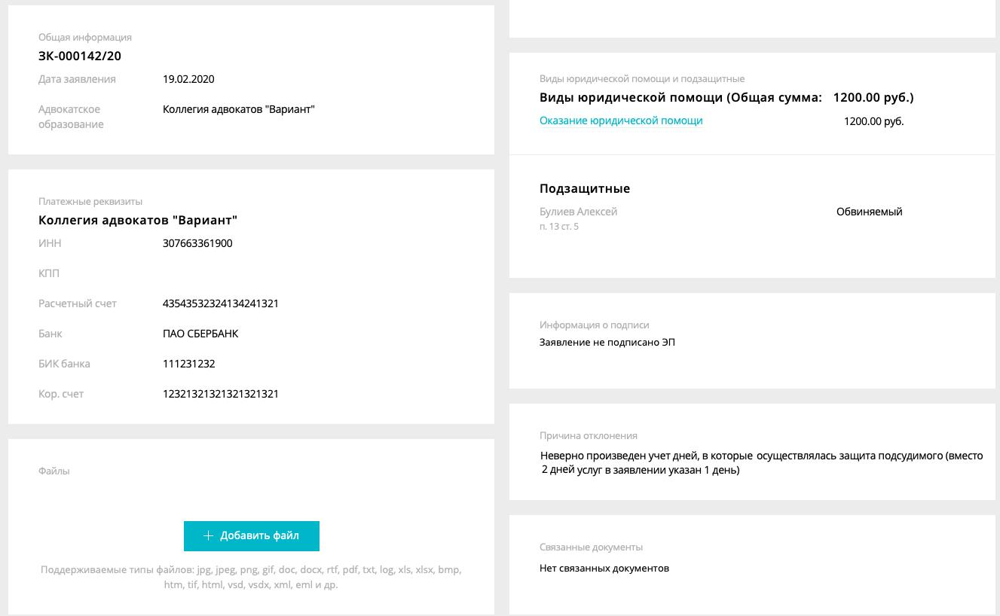 Общая информация
ЗК-000142/20
Дата заявления 19.02.2020
Адвокатское образование Коллегия адвокатов "Вариант"
Платежные реквизиты
Коллегия адвокатов "Вариант"
ИНН 307663361900
КПП
Расчетный счет 43543532324134241321
Банк ПАО СБЕРБАНК
БИК банка 111231232
Кор. счет 12321321321321321321
Файлы
Добавить файл
Поддерживаемые типы файлов: jpg, jpeg, png, gif, doc, docx, rtf, pdf, txt, log, xls, xlsx, bmp,
htm, tif, html, vsd, vsdx, xml, eml и др.
Виды юридической помощи и подзащитные
Виды юридической помощи (Общая сумма: 1200.00 руб.)
Оказание юридической помощи 1200.00 руб.
Подзащитные
Булиев Алексей Обвиняемый
п. 13 ст. 5
Информация о подписи
Заявление не подписано ЭП
Причина отклонения
Неверно произведен учет дней, в которые осуществлялась защита подсудимого (вместо
2 дней услуг в заявлении указан 1 день)
Связанные документы
Нет связанных документов